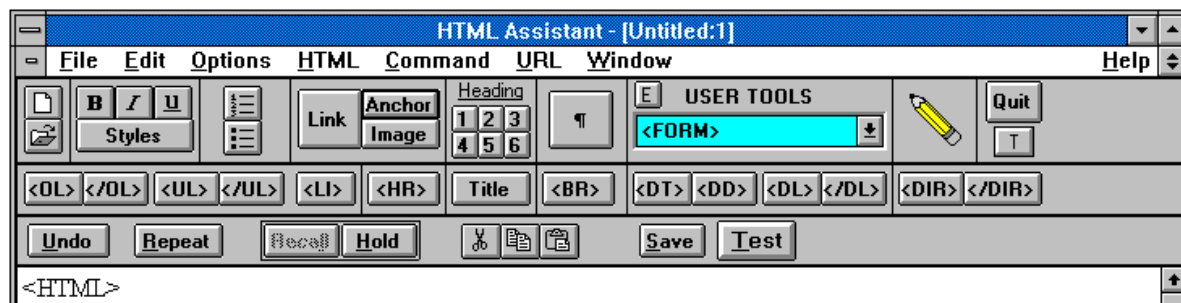 HTML Assistant - [Untitled:1]
File Edit Options HTML Command URL Window Help
B I U Styles
Link Anchor Image
Heading
1 2 3
4 5 6
¶
E USER TOOLS
<FORM>
Quit
T
<OL> </OL> <UL> </UL> <LI> <HR> Title <BR> <DT> <DD> <DL> </DL> <DIR> </DIR>
Undo Repeat Recall Hold Save Test
<HTML>